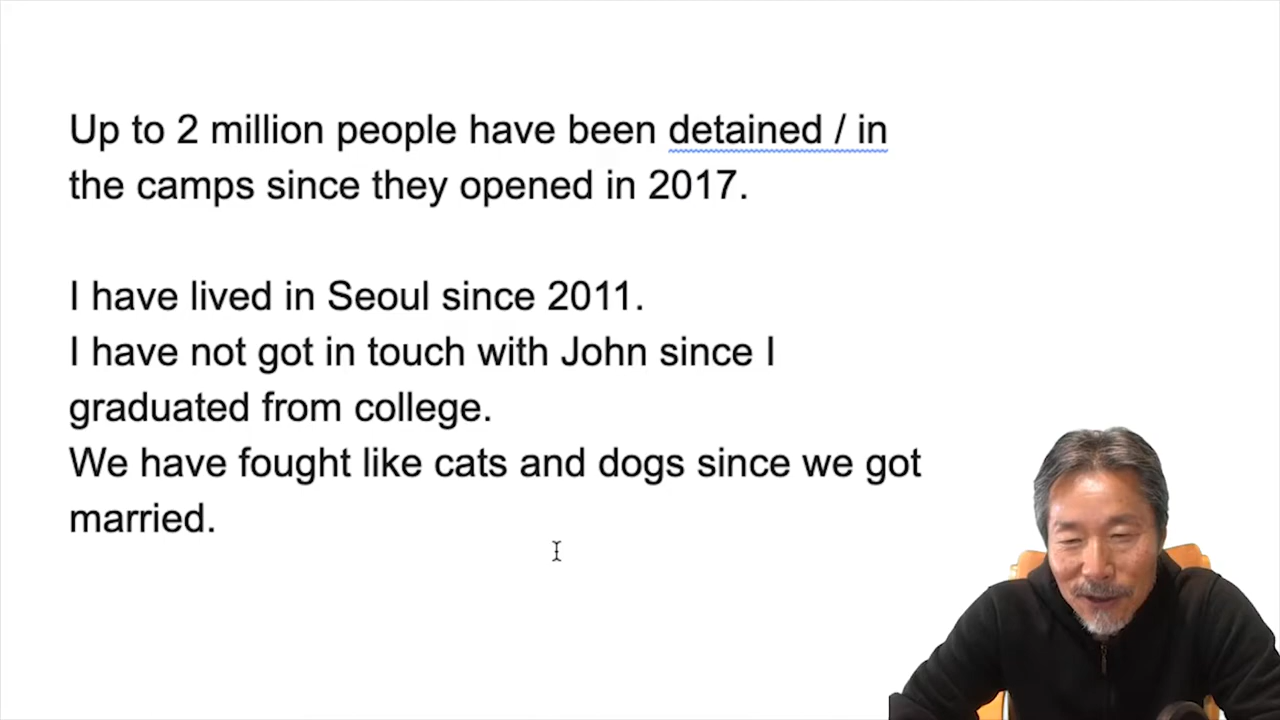 Up to 2 million people have been detained / in
the camps since they opened in 2017.
I have lived in Seoul since 2011.
I have not got in touch with John since I
graduated from college.
We have fought like cats and dogs since we got
married.